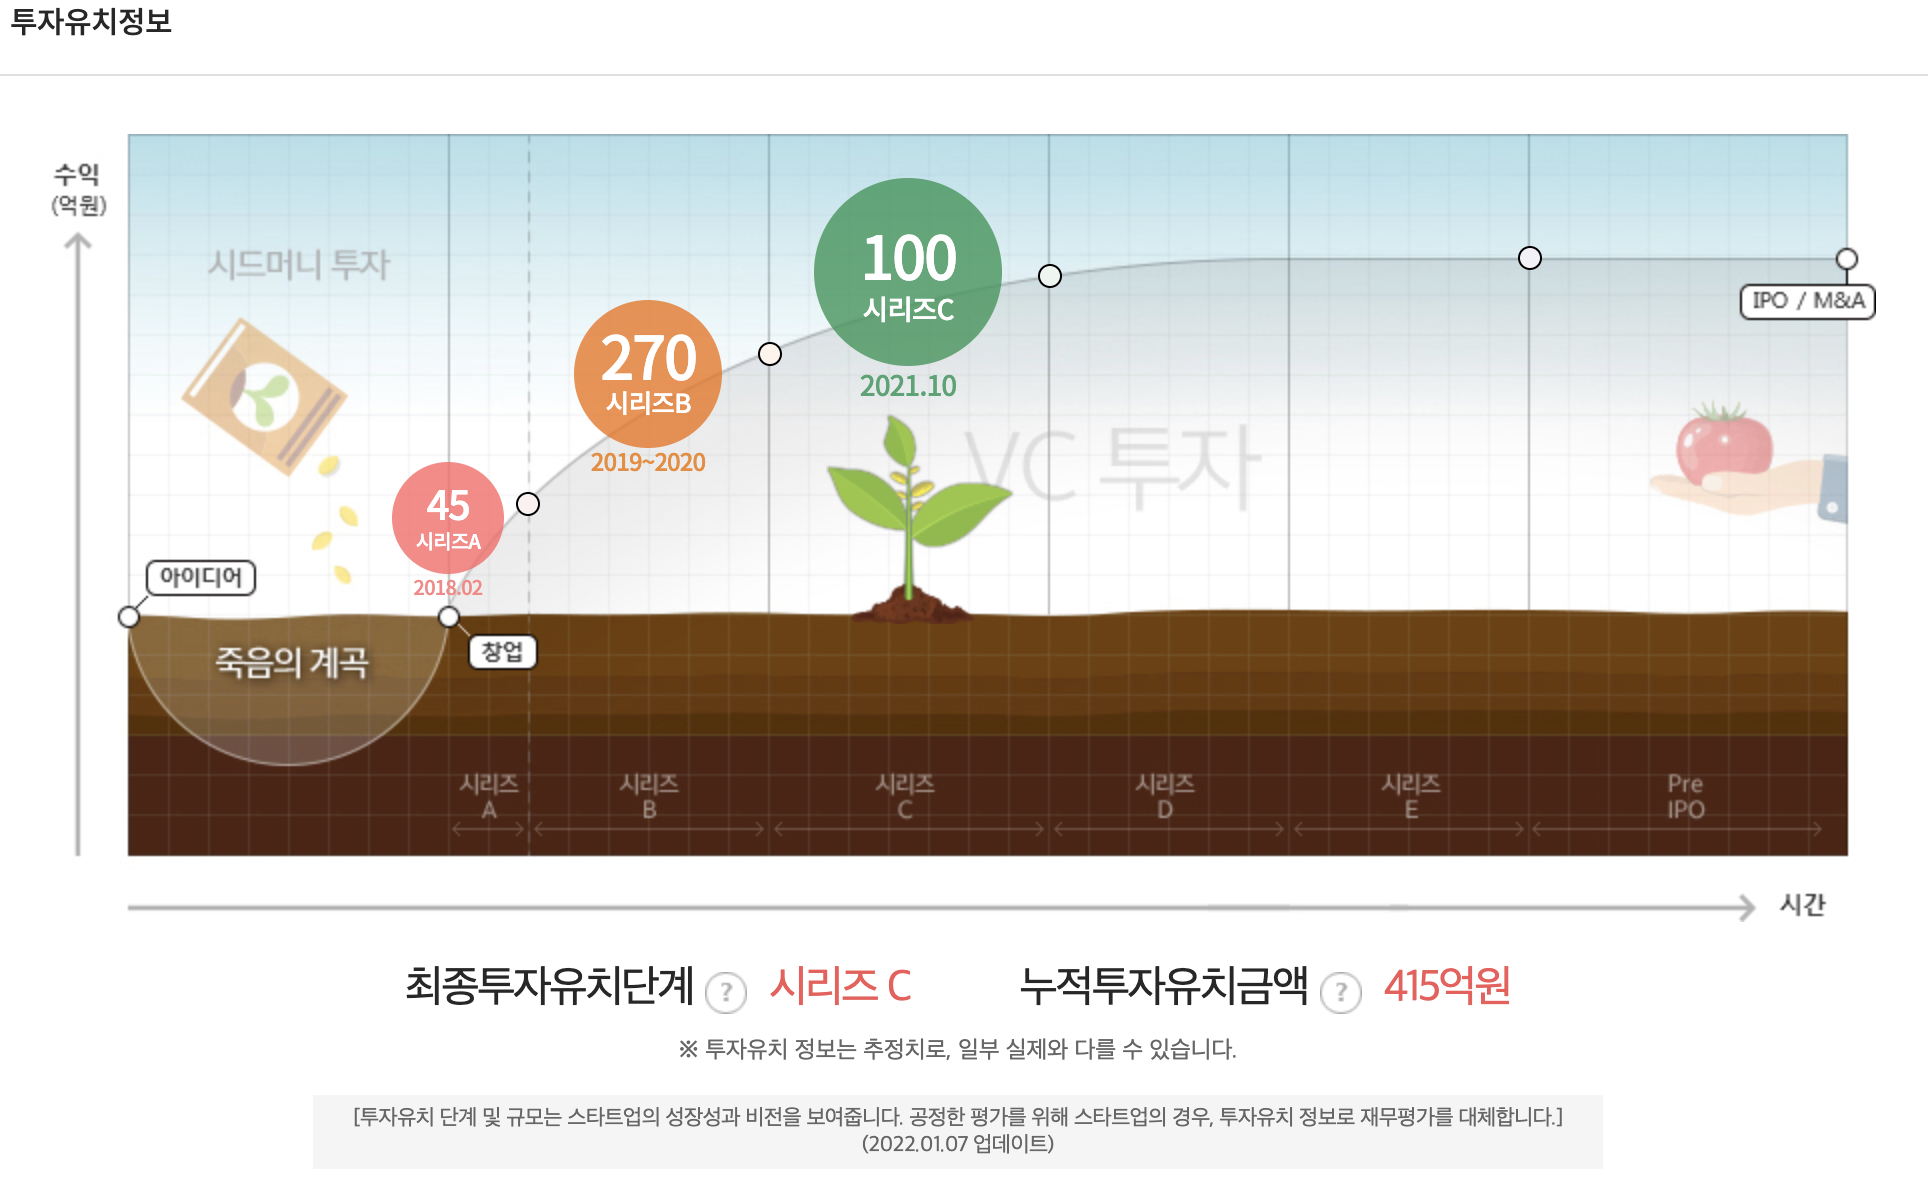 투자유치정보
수익
(억원)
시드머니 투자
100
시리즈C
2021.10
270
시리즈B
2019~2020
45
시리즈A
2018.02
IPO / M&A
VC 투자
아이디어
죽음의 계곡
창업
시리즈
A
시리즈
B
시리즈
C
시리즈
D
시리즈
E
Pre
IPO
시간
최종투자유치단계 ? 시리즈 C 누적투자유치금액 ? 415억원
※ 투자유치 정보는 추정치로, 일부 실제와 다를 수 있습니다.
[투자유치 단계 및 규모는 스타트업의 성장성과 비전을 보여줍니다. 공정한 평가를 위해 스타트업의 경우, 투자유치 정보로 재무평가를 대체합니다.]
(2022.01.07 업데이트)